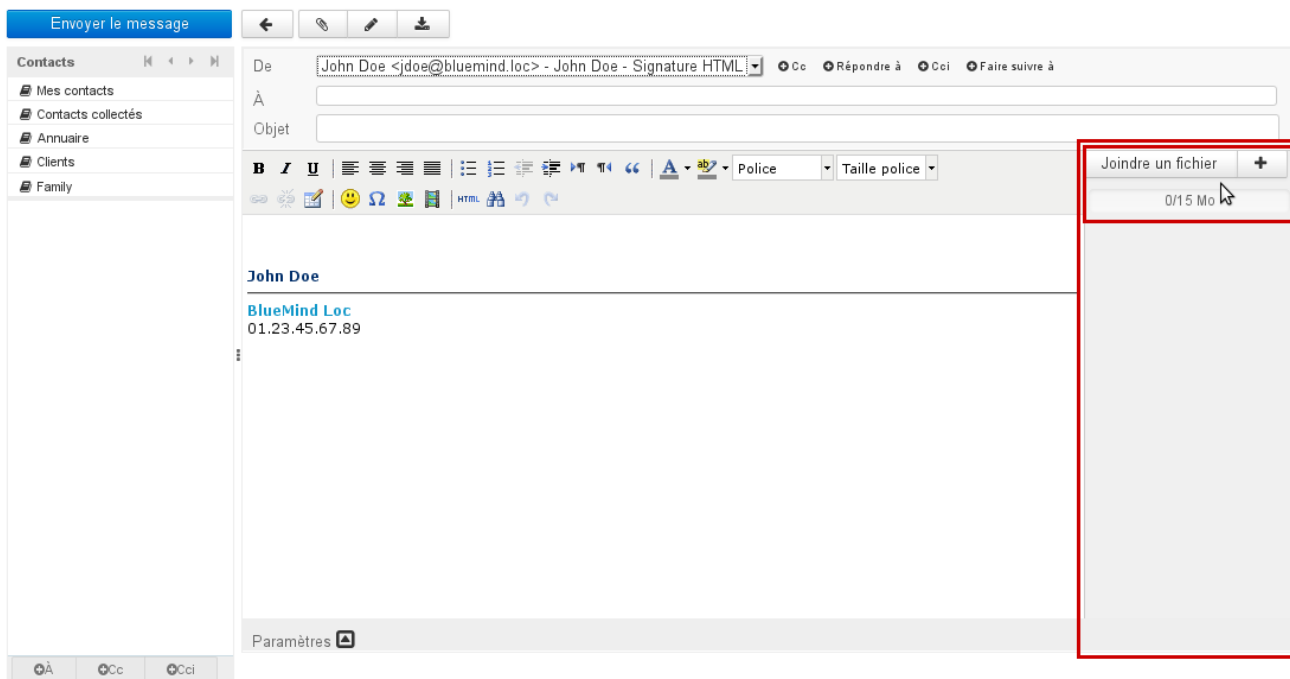 Envoyer le message
Contacts
Mes contacts
Contacts collectés
Annuaire
Clients
Family
De
John Doe <jdoe@bluemind.loc> - John Doe - Signature HTML
Cc Répondre à Cci Faire suivre à
À
Objet
B I U
Police
Taille police
HTML
Joindre un fichier
0/15 Mo
John Doe
BlueMind Loc
01.23.45.67.89
Paramètres
À Cc Cci